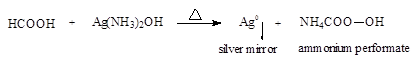 HCOOH + Ag(NH₃)₂OH △ Ag⁰ + NH₄COO—OH
silver mirror ammonium performate